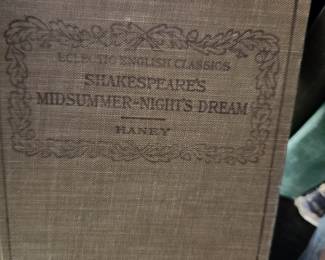 ECLECTIC ENGLISH CLASSICS
SHAKESPEARE'S
MIDSUMMER-NIGHT'S DREAM
HANEY